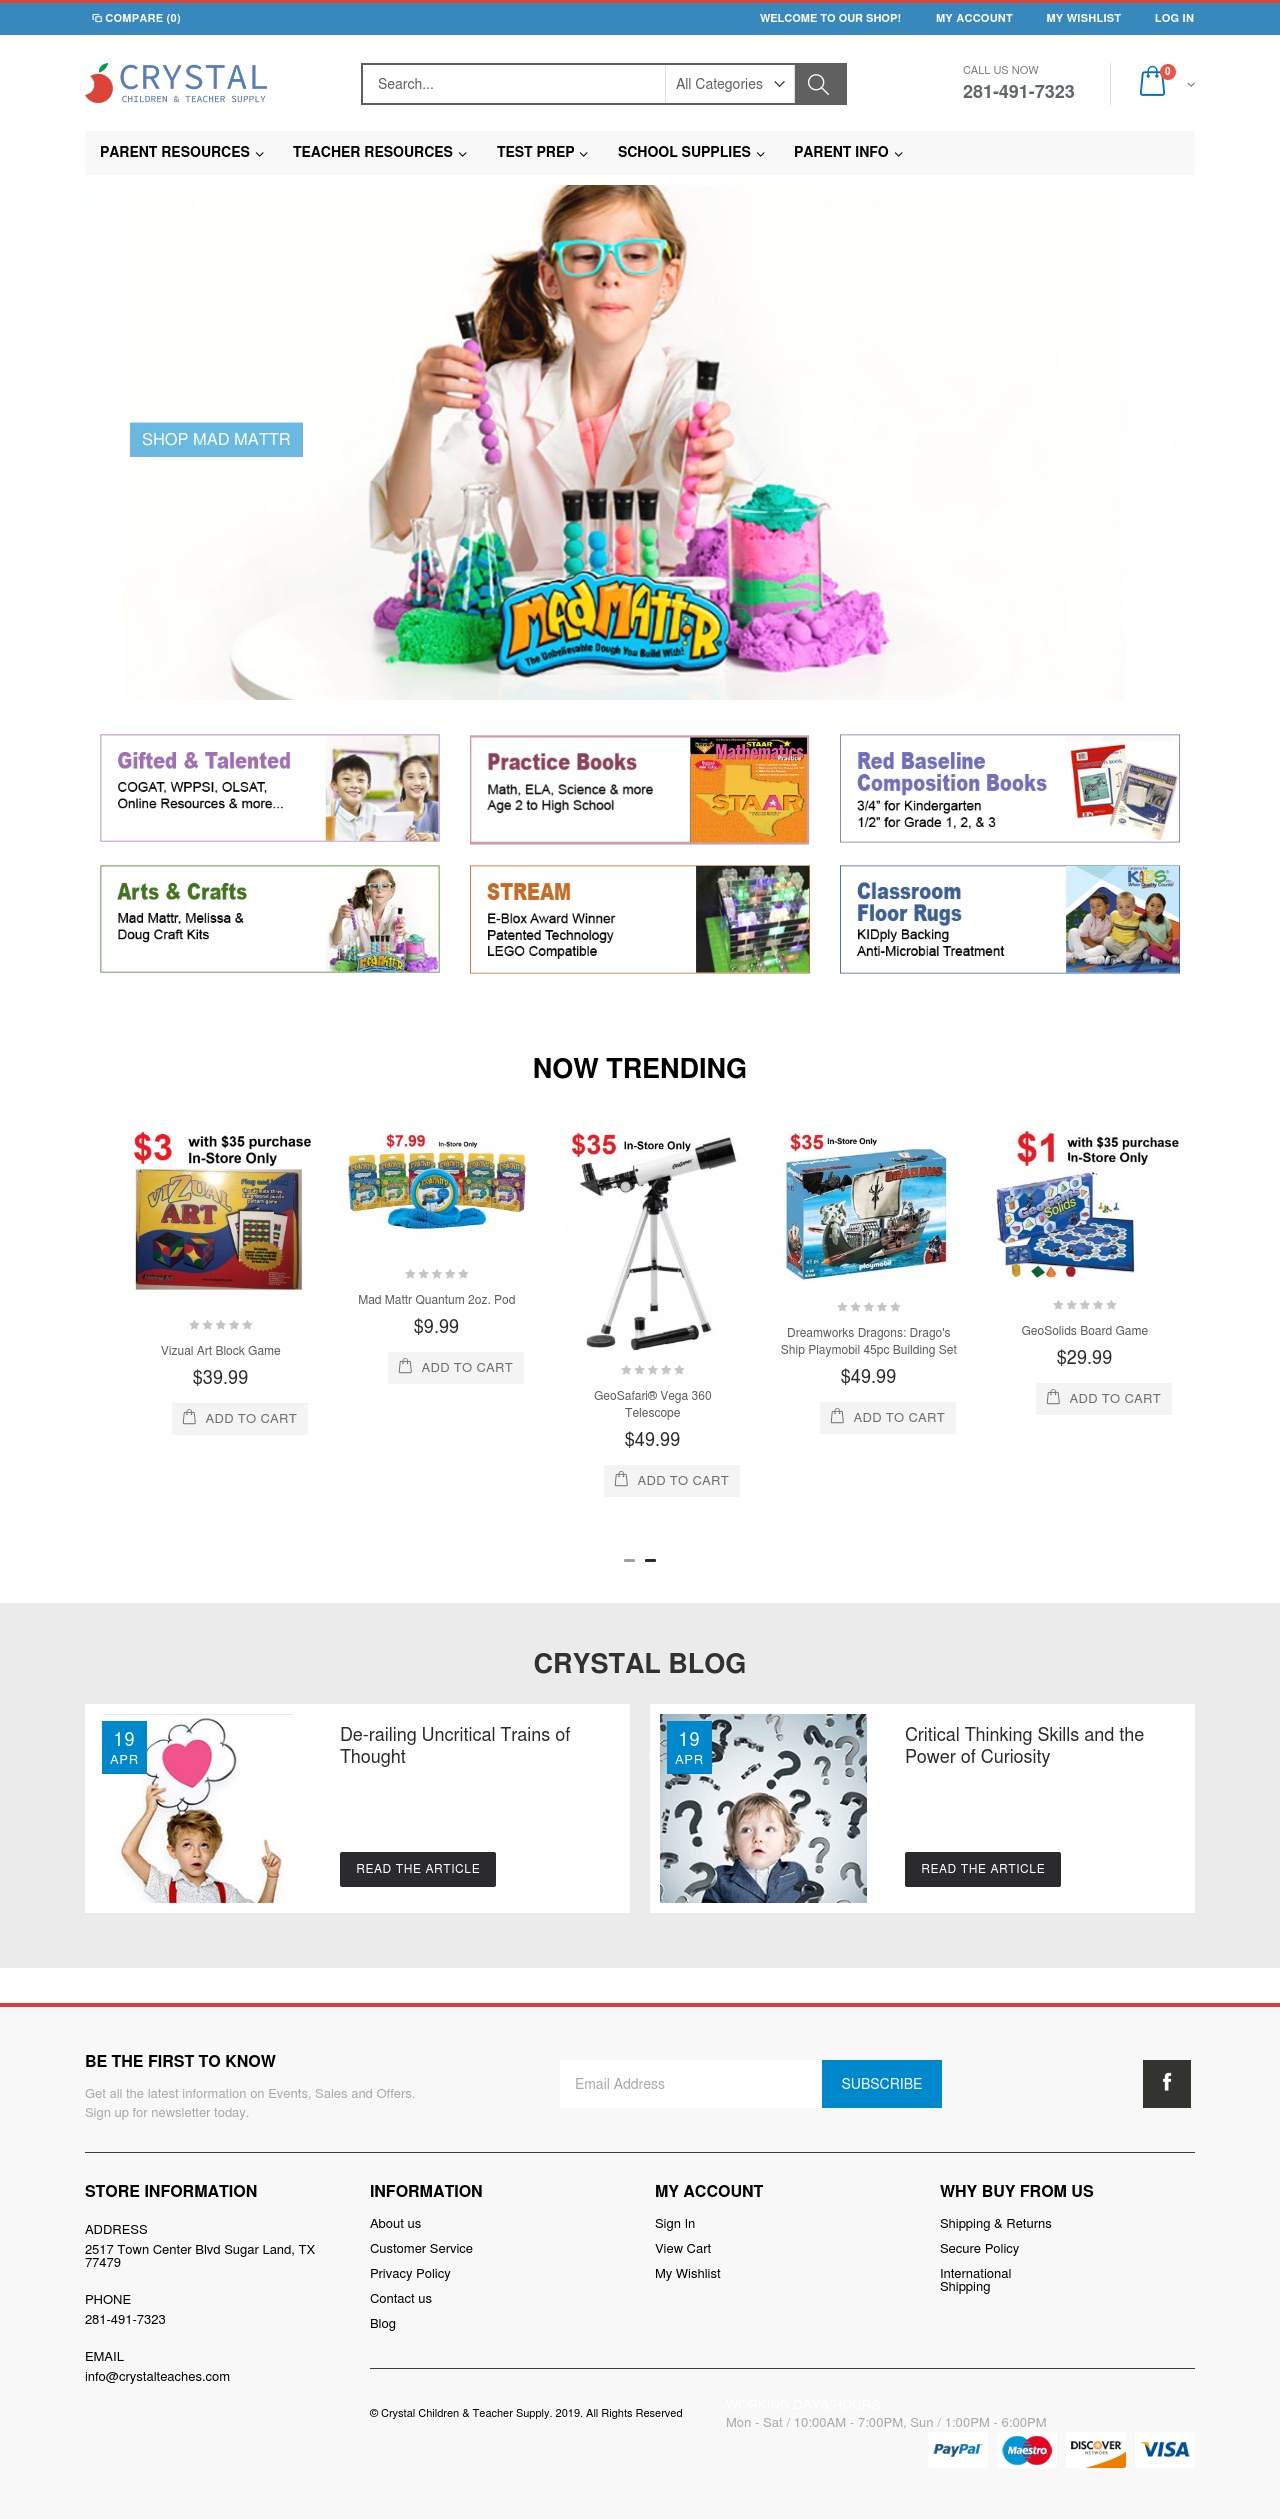 COMPARE (0)
WELCOME TO OUR SHOP! MY ACCOUNT MY WISHLIST LOG IN
CRYSTAL
CHILDREN & TEACHER SUPPLY
Search...
All Categories
CALL US NOW
281-491-7323
0
PARENT RESOURCES TEACHER RESOURCES TEST PREP SCHOOL SUPPLIES PARENT INFO
SHOP MAD MATTR
MadMattr
The Unbelievable Dough You Build With!
Gifted & Talented
COGAT, WPPSI, OLSAT,
Online Resources & more...
Practice Books
Math, ELA, Science & more
Age 2 to High School
STAAR
Mathematics
Practice
STAAR
Red Baseline
Composition Books
3/4” for Kindergarten
1/2” for Grade 1, 2, & 3
Arts & Crafts
Mad Mattr, Melissa &
Doug Craft Kits
MadMattr
STREAM
E-Blox Award Winner
Patented Technology
LEGO Compatible
Classroom
Floor Rugs
KIDply Backing
Anti-Microbial Treatment
KIDS
When Quality Counts!
NOW TRENDING
$3 with $35 purchase
In-Store Only
ViZUAL
ART
Vizual Art Block Game
$39.99
ADD TO CART
$7.99 In-Store Only
Mad Mattr Quantum 2oz. Pod
$9.99
ADD TO CART
$35 In-Store Only
GeoSafari® Vega 360
Telescope
$49.99
ADD TO CART
$35 In-Store Only
DRAGONS
playmobil
Dreamworks Dragons: Drago's
Ship Playmobil 45pc Building Set
$49.99
ADD TO CART
$1 with $35 purchase
In-Store Only
Solids
GeoSolids Board Game
$29.99
ADD TO CART
CRYSTAL BLOG
19
APR
De-railing Uncritical Trains of
Thought
READ THE ARTICLE
19
APR
Critical Thinking Skills and the
Power of Curiosity
READ THE ARTICLE
BE THE FIRST TO KNOW
Get all the latest information on Events, Sales and Offers.
Sign up for newsletter today.
Email Address
SUBSCRIBE
f
STORE INFORMATION
ADDRESS
2517 Town Center Blvd Sugar Land, TX
77479
PHONE
281-491-7323
EMAIL
info@crystalteaches.com
INFORMATION
About us
Customer Service
Privacy Policy
Contact us
Blog
MY ACCOUNT
Sign In
View Cart
My Wishlist
WHY BUY FROM US
Shipping & Returns
Secure Policy
International
Shipping
© Crystal Children & Teacher Supply. 2019. All Rights Reserved
WORKING DAYS/HOURS
Mon - Sat / 10:00AM - 7:00PM, Sun / 1:00PM - 6:00PM
PayPal Maestro DISCOVER NETWORK VISA